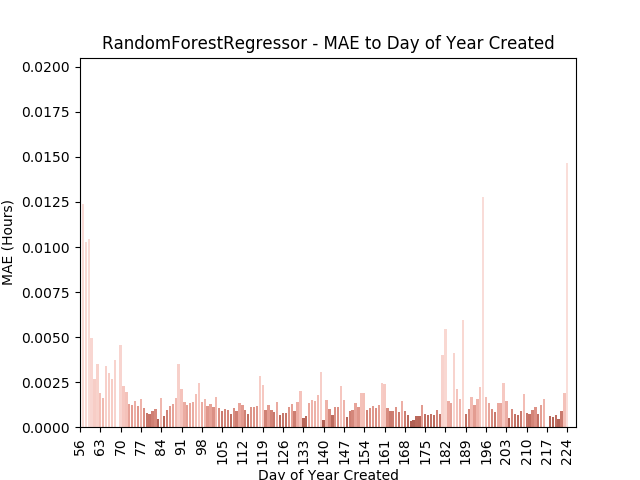 RandomForestRegressor - MAE to Day of Year Created
0.0200
0.0175
0.0150
0.0125
0.0100
0.0075
0.0050
0.0025
0.0000
MAE (Hours)
56 63 70 77 84 91 98 105 112 119 126 133 140 147 154 161 168 175 182 189 196 203 210 217 224
Day of Year Created